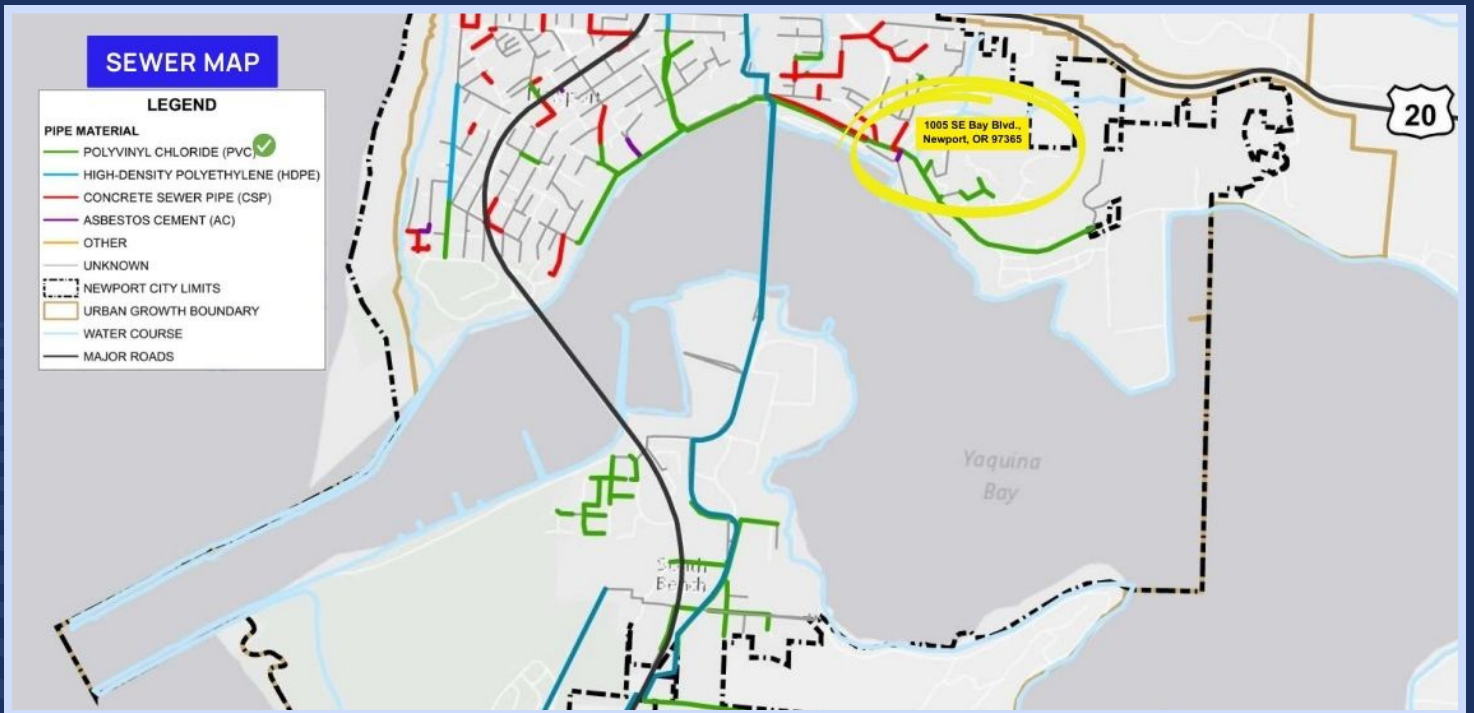 SEWER MAP
LEGEND
PIPE MATERIAL
POLYVINYL CHLORIDE (PVC)
HIGH-DENSITY POLYETHYLENE (HDPE)
CONCRETE SEWER PIPE (CSP)
ASBESTOS CEMENT (AC)
OTHER
UNKNOWN
NEWPORT CITY LIMITS
URBAN GROWTH BOUNDARY
WATER COURSE
MAJOR ROADS
1005 SE Bay Blvd.,
Newport, OR 97365
20
Yaquina
Bay
South
Beach